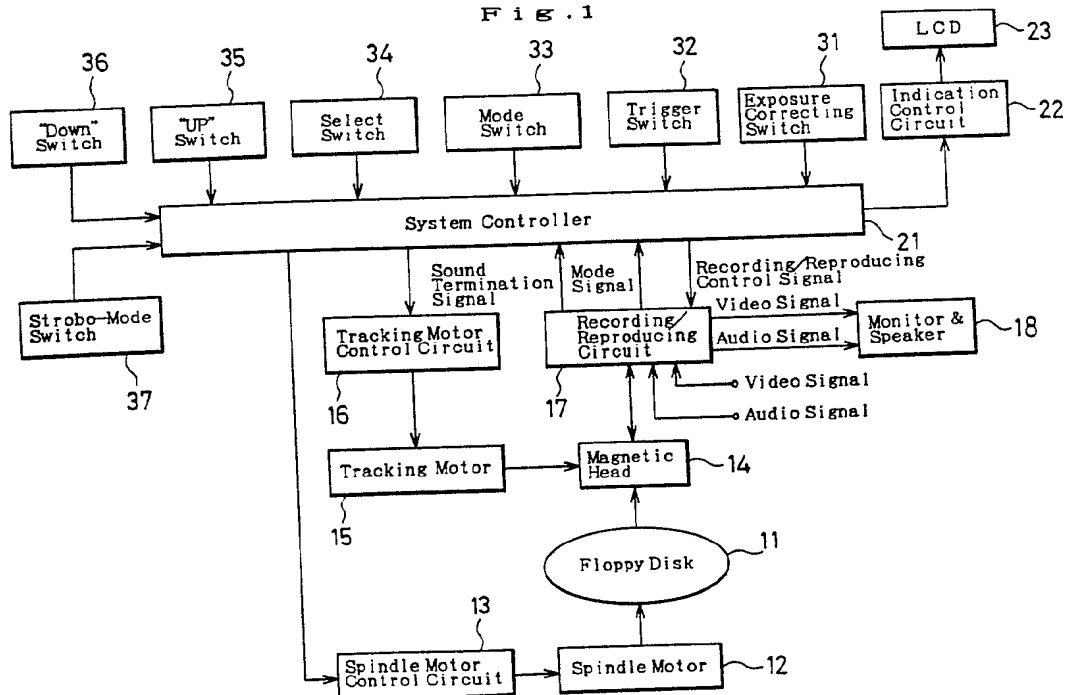 Fig.1
LCD
23
36
35
34
33
32
31
"Down"
Switch
"UP"
Switch
Select
Switch
Mode
Switch
Trigger
Switch
Exposure
Correcting
Switch
Indication
Control
Circuit
22
System Controller
21
Sound
Termination
Signal
Mode
Signal
Recording/Reproducing
Control Signal
Strobo-Mode
Switch
37
Tracking Motor
Control Circuit
16
Recording/
Reproducing
Circuit
17
Video Signal
Audio Signal
Monitor &
Speaker
18
Video Signal
Audio Signal
Tracking Motor
15
Magnetic
Head
14
Floppy Disk
11
13
Spindle Motor
Control Circuit
Spindle Motor
12